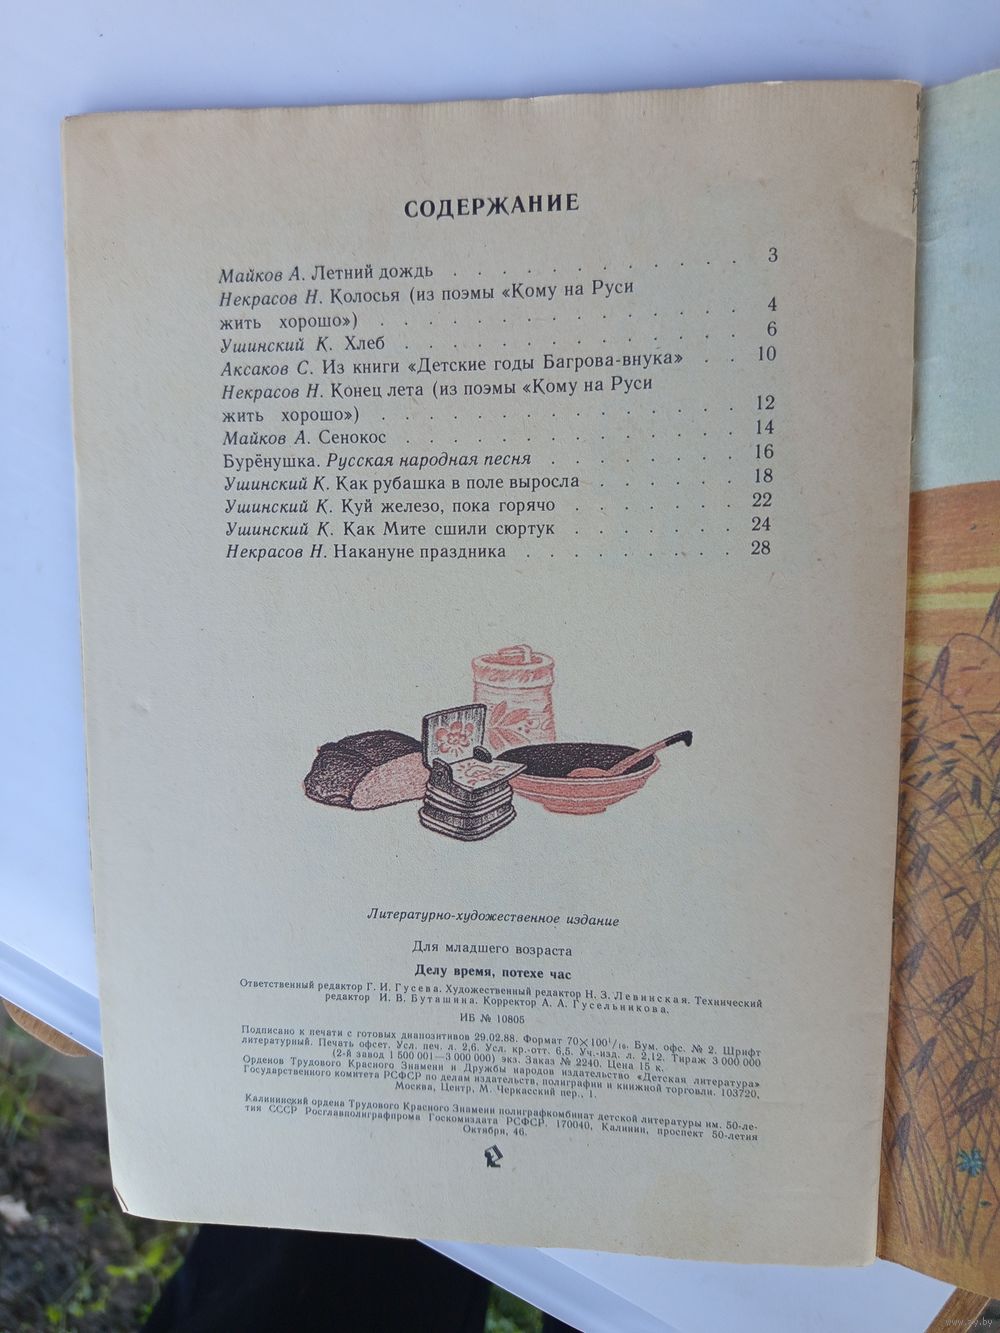 СОДЕРЖАНИЕ
Майков А. Летний дождь . . . . . . . . . . . . 3
Некрасов Н. Колосья (из поэмы «Кому на Руси
жить хорошо») . . . . . . . . . . . . . . . 4
Ушинский К. Хлеб . . . . . . . . . . . . . . 6
Аксаков С. Из книги «Детские годы Багрова-внука» . . 10
Некрасов Н. Конец лета (из поэмы «Кому на Руси
жить хорошо») . . . . . . . . . . . . . . . 12
Майков А. Сенокос . . . . . . . . . . . . . . 14
Бурёнушка. Русская народная песня . . . . . . . . 16
Ушинский К. Как рубашка в поле выросла . . . . . . 18
Ушинский К. Куй железо, пока горячо . . . . . . . 22
Ушинский К. Как Мите сшили сюртук . . . . . . . 24
Некрасов Н. Накануне праздника . . . . . . . . . 28
Литературно-художественное издание
Для младшего возраста
Делу время, потехе час
Ответственный редактор Г. И. Гусева. Художественный редактор Н. З. Левинская. Технический
редактор И. В. Буташина. Корректор А. А. Гусельникова.
ИБ № 10805
Подписано к печати с готовых диапозитивов 29.02.88. Формат 70×100¹/₁₆. Бум. офс. № 2. Шрифт
литературный. Печать офсет. Усл. печ. л. 2,6. Усл. кр.-отт. 6,5. Уч.-изд. л. 2,12. Тираж 3 000 000
(2-й завод 1 500 001—3 000 000) экз. Заказ № 2240. Цена 15 к.
Орденов Трудового Красного Знамени и Дружбы народов издательство «Детская литература»
Государственного комитета РСФСР по делам издательств, полиграфии и книжной торговли. 103720,
Москва, Центр, М. Черкасский пер., 1.
Калининский ордена Трудового Красного Знамени полиграфкомбинат детской литературы им. 50-ле-
тия СССР Росглавполиграфпрома Госкомиздата РСФСР. 170040, Калинин, проспект 50-летия
Октября, 46.
www.ay.by